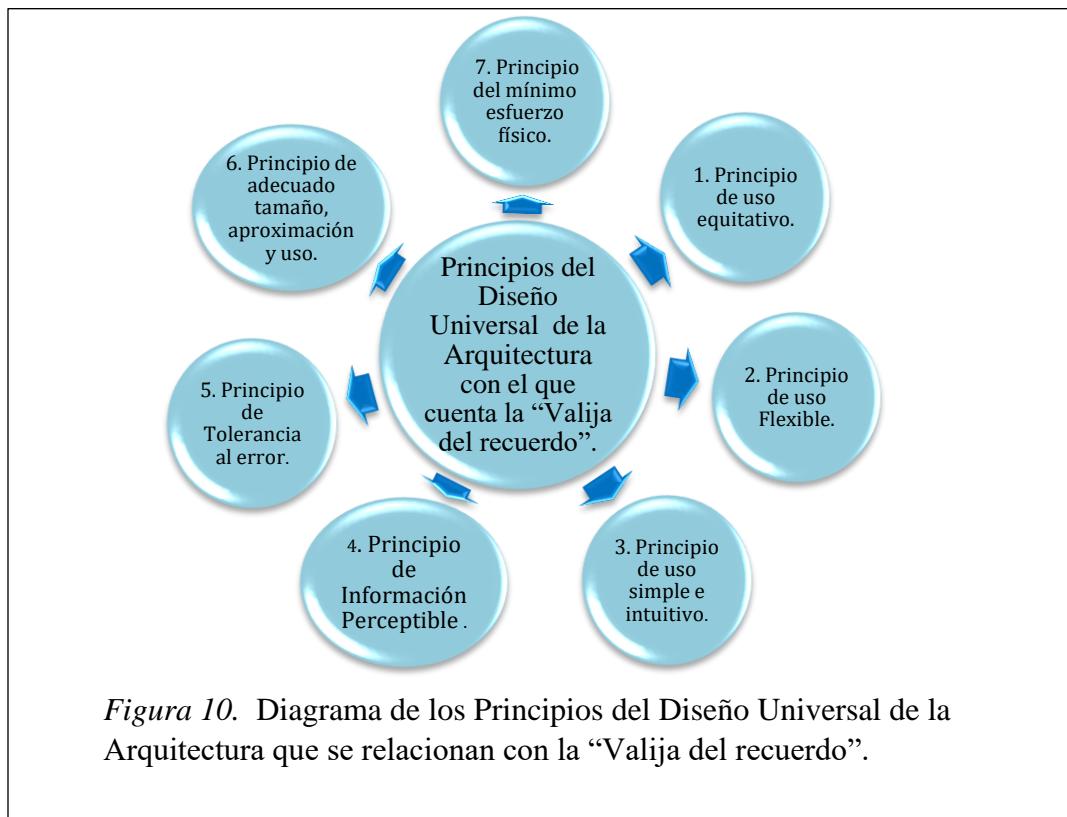 7. Principio
del mínimo
esfuerzo
físico.
6. Principio de
adecuado
tamaño,
aproximación
y uso.
1. Principio
de uso
equitativo.
Principios del
Diseño
Universal de la
Arquitectura
con el que
cuenta la “Valija
del recuerdo”.
5. Principio
de
Tolerancia
al error.
2. Principio
de uso
Flexible.
4. Principio
de
Información
Perceptible .
3. Principio
de uso
simple e
intuitivo.
Figura 10. Diagrama de los Principios del Diseño Universal de la
Arquitectura que se relacionan con la “Valija del recuerdo”.